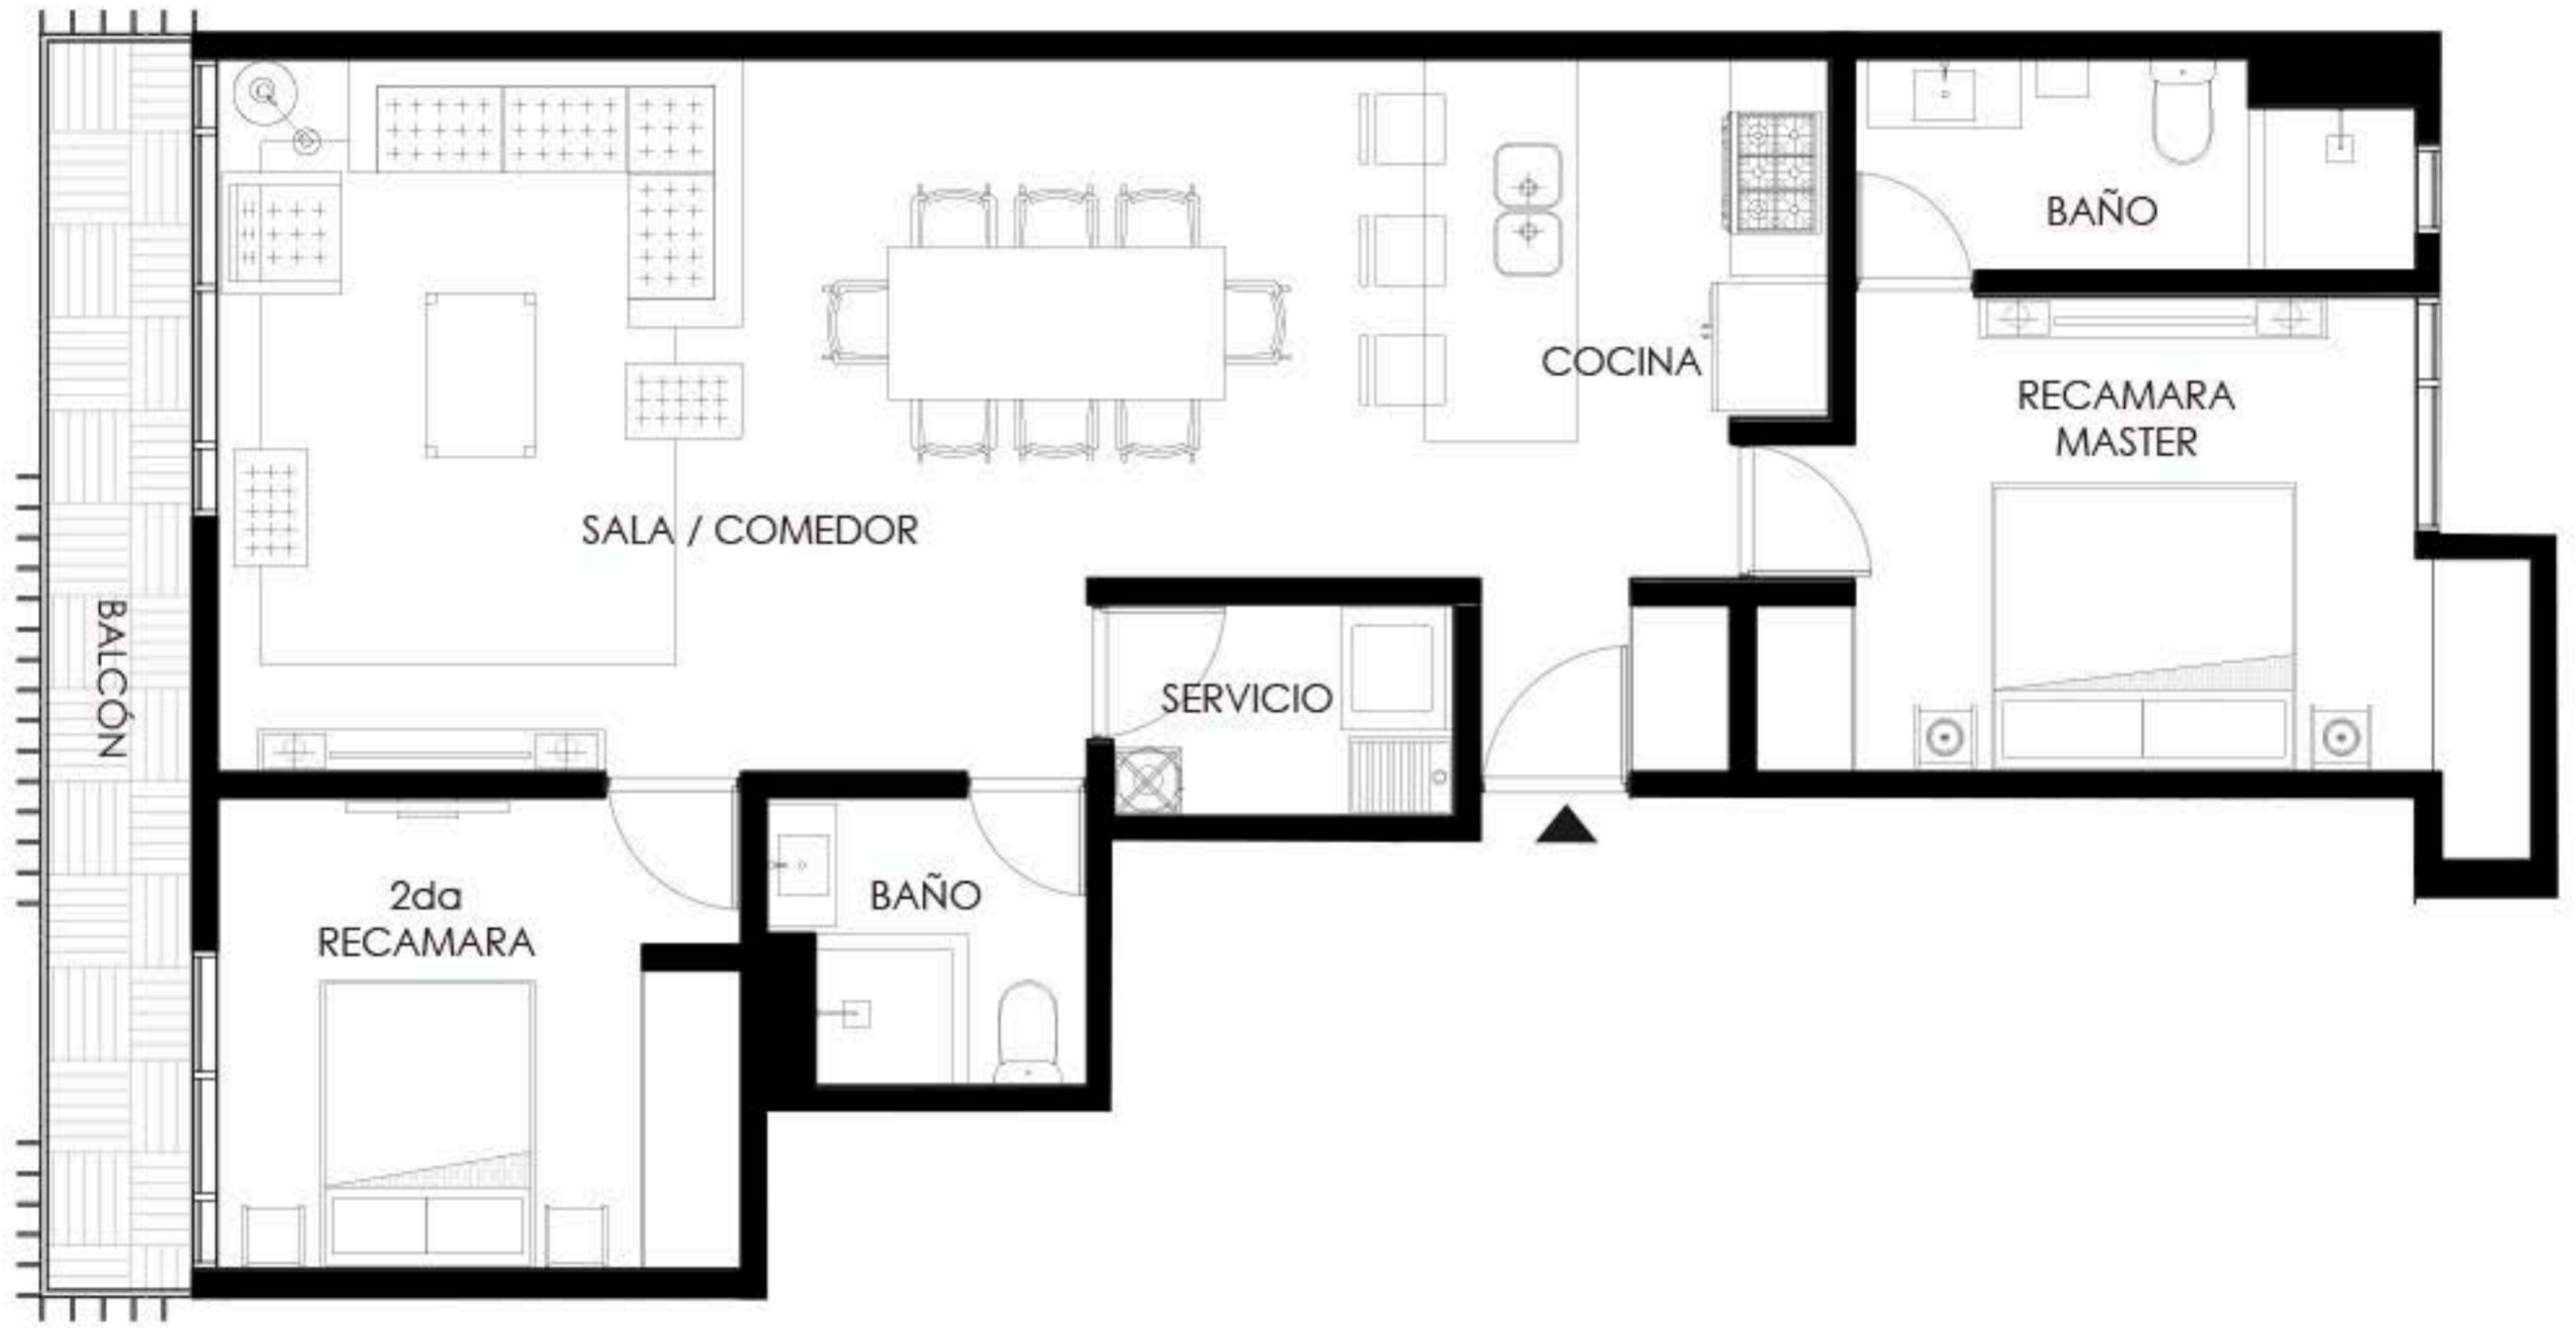 BAÑO
COCINA
RECAMARA
MASTER
SALA / COMEDOR
BALCÓN
SERVICIO
2da
RECAMARA
BAÑO